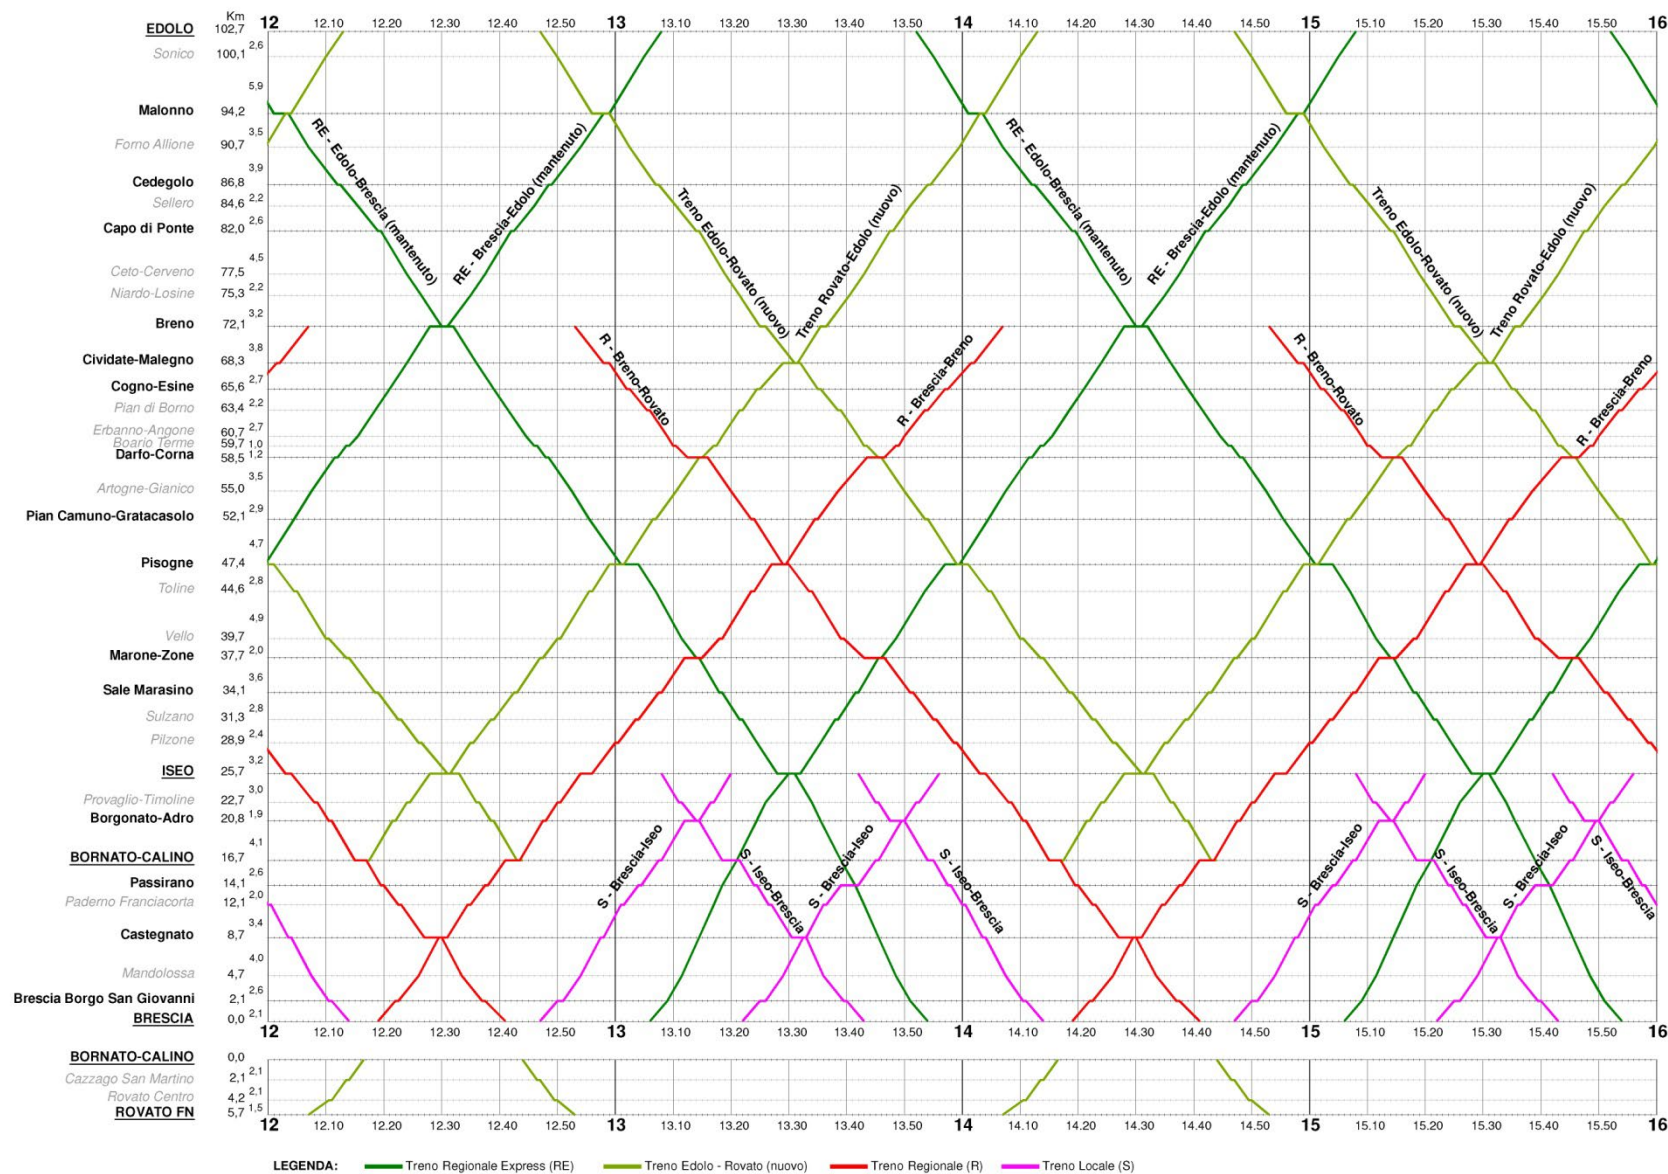 Km
12 12.10 12.20 12.30 12.40 12.50 13 13.10 13.20 13.30 13.40 13.50 14 14.10 14.20 14.30 14.40 14.50 15 15.10 15.20 15.30 15.40 15.50 16
EDOLO 102,7
2,6
Sonico 100,1
5,9
Malonno 94,2
3,5
Forno Allione 90,7
3,9
Cedegolo 86,8
2,2
Sellero 84,6
2,6
Capo di Ponte 82,0
4,5
Ceto-Cerveno 77,5
2,2
Niardo-Losine 75,3
3,2
Breno 72,1
3,8
Cividate-Malegno 68,3
2,7
Cogno-Esine 65,6
2,2
Pian di Borno 63,4
2,7
Erbanno-Angone 60,7
1,0
Boario Terme 59,7
1,2
Darfo-Corna 58,5
3,5
Artogne-Gianico 55,0
2,9
Pian Camuno-Gratacasolo 52,1
4,7
Pisogne 47,4
2,8
Toline 44,6
4,9
Vello 39,7
2,0
Marone-Zone 37,7
3,6
Sale Marasino 34,1
2,8
Sulzano 31,3
2,4
Pilzone 28,9
3,2
ISEO 25,7
3,0
Provaglio-Timoline 22,7
1,9
Borgonato-Adro 20,8
4,1
BORNATO-CALINO 16,7
2,6
Passirano 14,1
2,0
Paderno Franciacorta 12,1
3,4
Castegnato 8,7
4,0
Mandolossa 4,7
2,6
Brescia Borgo San Giovanni 2,1
2,1
BRESCIA 0,0
RE - Edolo-Brescia (mantenuto)
RE - Brescia-Edolo (mantenuto)
Treno Edolo-Rovato (nuovo)
Treno Rovato-Edolo (nuovo)
RE - Edolo-Brescia (mantenuto)
RE - Brescia-Edolo (mantenuto)
Treno Edolo-Rovato (nuovo)
Treno Rovato-Edolo (nuovo)
R - Breno-Rovato
R - Brescia-Breno
R - Breno-Rovato
R - Brescia-Breno
S - Brescia-Iseo
S - Iseo-Brescia
S - Brescia-Iseo
S - Iseo-Brescia
S - Brescia-Iseo
S - Iseo-Brescia
S - Brescia-Iseo
S - Iseo-Brescia
12 12.10 12.20 12.30 12.40 12.50 13 13.10 13.20 13.30 13.40 13.50 14 14.10 14.20 14.30 14.40 14.50 15 15.10 15.20 15.30 15.40 15.50 16
BORNATO-CALINO 0,0
2,1
Cazzago San Martino 2,1
2,1
Rovato Centro 4,2
1,5
ROVATO FN 5,7
12 12.10 12.20 12.30 12.40 12.50 13 13.10 13.20 13.30 13.40 13.50 14 14.10 14.20 14.30 14.40 14.50 15 15.10 15.20 15.30 15.40 15.50 16
LEGENDA: Treno Regionale Express (RE) Treno Edolo - Rovato (nuovo) Treno Regionale (R) Treno Locale (S)